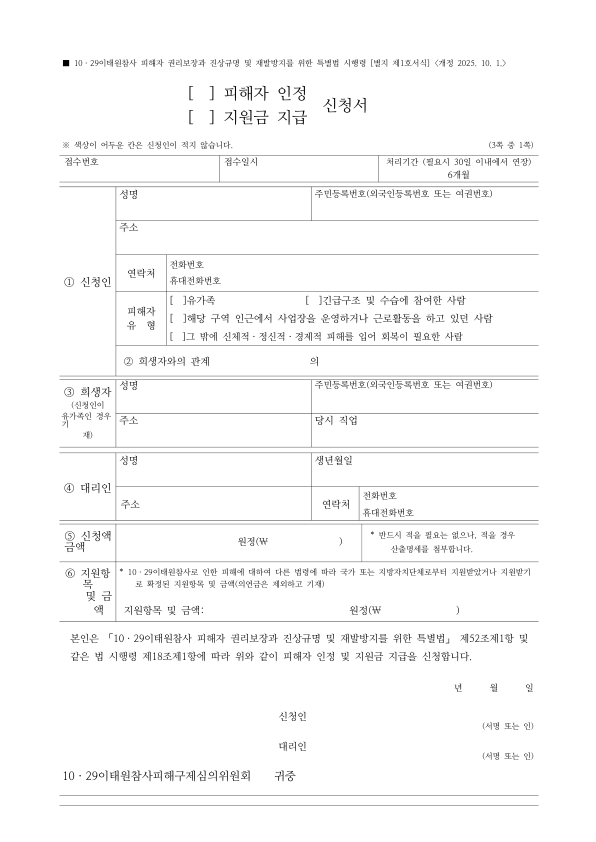 ■ 10ㆍ29이태원참사 피해자 권리보장과 진상규명 및 재발방지를 위한 특별법 시행령 [별지 제1호서식] <개정 2025. 10. 1.>
[ ] 피해자 인정
[ ] 지원금 지급
신청서
※ 색상이 어두운 칸은 신청인이 적지 않습니다.
(3쪽 중 1쪽)
접수번호
접수일시
처리기간 (필요시 30일 이내에서 연장)
6개월
① 신청인
성명
주민등록번호(외국인등록번호 또는 여권번호)
주소
연락처
전화번호
휴대전화번호
피해자
유 형
[ ]유가족 [ ]긴급구조 및 수습에 참여한 사람
[ ]해당 구역 인근에서 사업장을 운영하거나 근로활동을 하고 있던 사람
[ ]그 밖에 신체적ㆍ정신적ㆍ경제적 피해를 입어 회복이 필요한 사람
② 희생자와의 관계 의
③ 희생자
(신청인이
유가족인 경우
기
재)
성명
주민등록번호(외국인등록번호 또는 여권번호)
주소
당시 직업
④ 대리인
성명
생년월일
주소
연락처
전화번호
휴대전화번호
⑤ 신청액
금액
원정(₩ )
* 반드시 적을 필요는 없으나, 적을 경우
산출명세를 첨부합니다.
⑥ 지원항
목
및 금
액
* 10ㆍ29이태원참사로 인한 피해에 대하여 다른 법령에 따라 국가 또는 지방자치단체로부터 지원받았거나 지원받기
로 확정된 지원항목 및 금액(의연금은 제외하고 기재)
지원항목 및 금액: 원정(₩ )
본인은 「10ㆍ29이태원참사 피해자 권리보장과 진상규명 및 재발방지를 위한 특별법」 제52조제1항 및
같은 법 시행령 제18조제1항에 따라 위와 같이 피해자 인정 및 지원금 지급을 신청합니다.
년 월 일
신청인
(서명 또는 인)
대리인
(서명 또는 인)
10ㆍ29이태원참사피해구제심의위원회 귀중